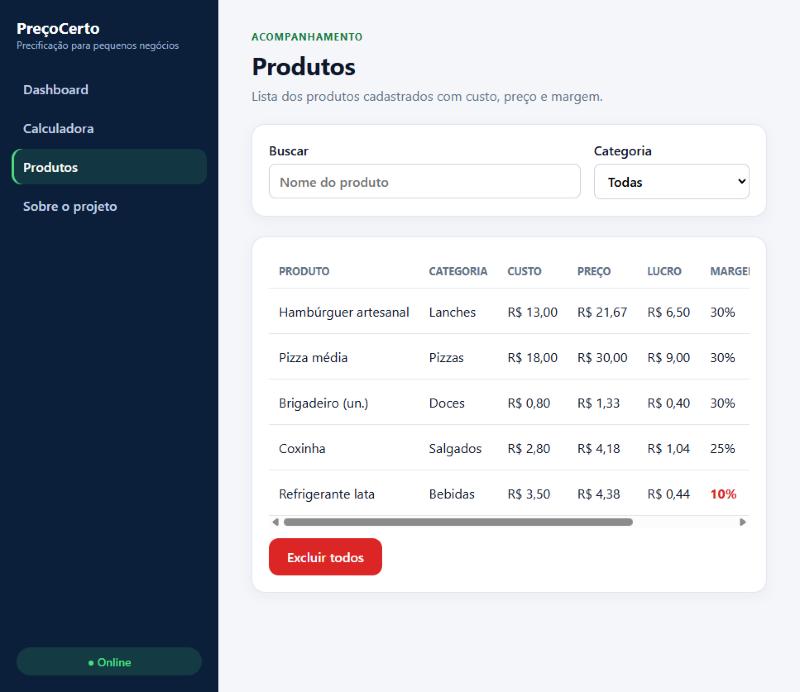 PreçoCerto
Precificação para pequenos negócios
Dashboard
Calculadora
Produtos
Sobre o projeto
● Online
ACOMPANHAMENTO
Produtos
Lista dos produtos cadastrados com custo, preço e margem.
Buscar
Categoria
Nome do produto
Todas
PRODUTO CATEGORIA CUSTO PREÇO LUCRO MARGE
Hambúrguer artesanal Lanches R$ 13,00 R$ 21,67 R$ 6,50 30%
Pizza média Pizzas R$ 18,00 R$ 30,00 R$ 9,00 30%
Brigadeiro (un.) Doces R$ 0,80 R$ 1,33 R$ 0,40 30%
Coxinha Salgados R$ 2,80 R$ 4,18 R$ 1,04 25%
Refrigerante lata Bebidas R$ 3,50 R$ 4,38 R$ 0,44 10%
Excluir todos